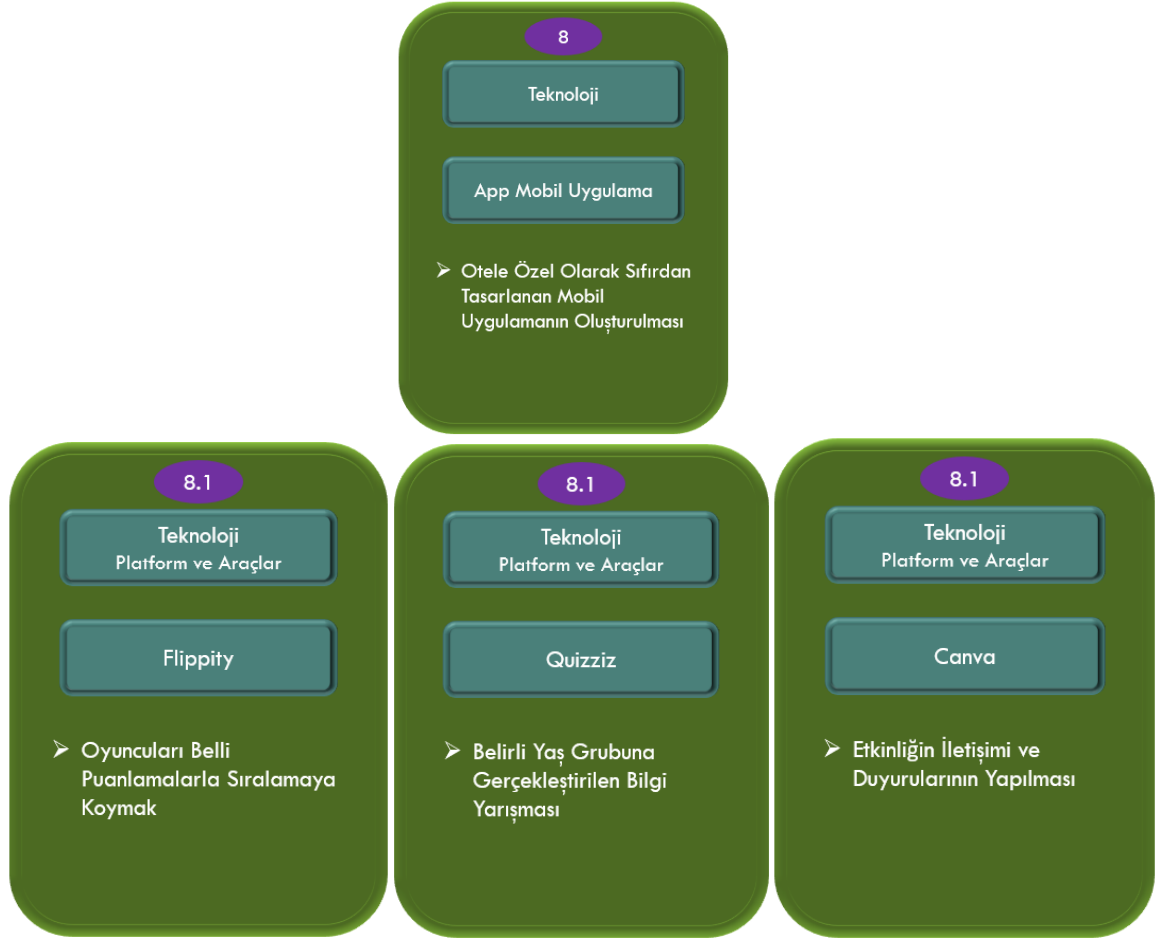 8
Teknoloji
App Mobil Uygulama
➢ Otele Özel Olarak Sıfırdan
Tasarlanan Mobil
Uygulamanın Oluşturulması
8.1
Teknoloji
Platform ve Araçlar
Flippity
➢ Oyuncuları Belli
Puanlamalarla Sıralamaya
Koymak
8.1
Teknoloji
Platform ve Araçlar
Quizziz
➢ Belirli Yaş Grubuna
Gerçekleştirilen Bilgi
Yarışması
8.1
Teknoloji
Platform ve Araçlar
Canva
➢ Etkinliğin İletişimi ve
Duyurularının Yapılması